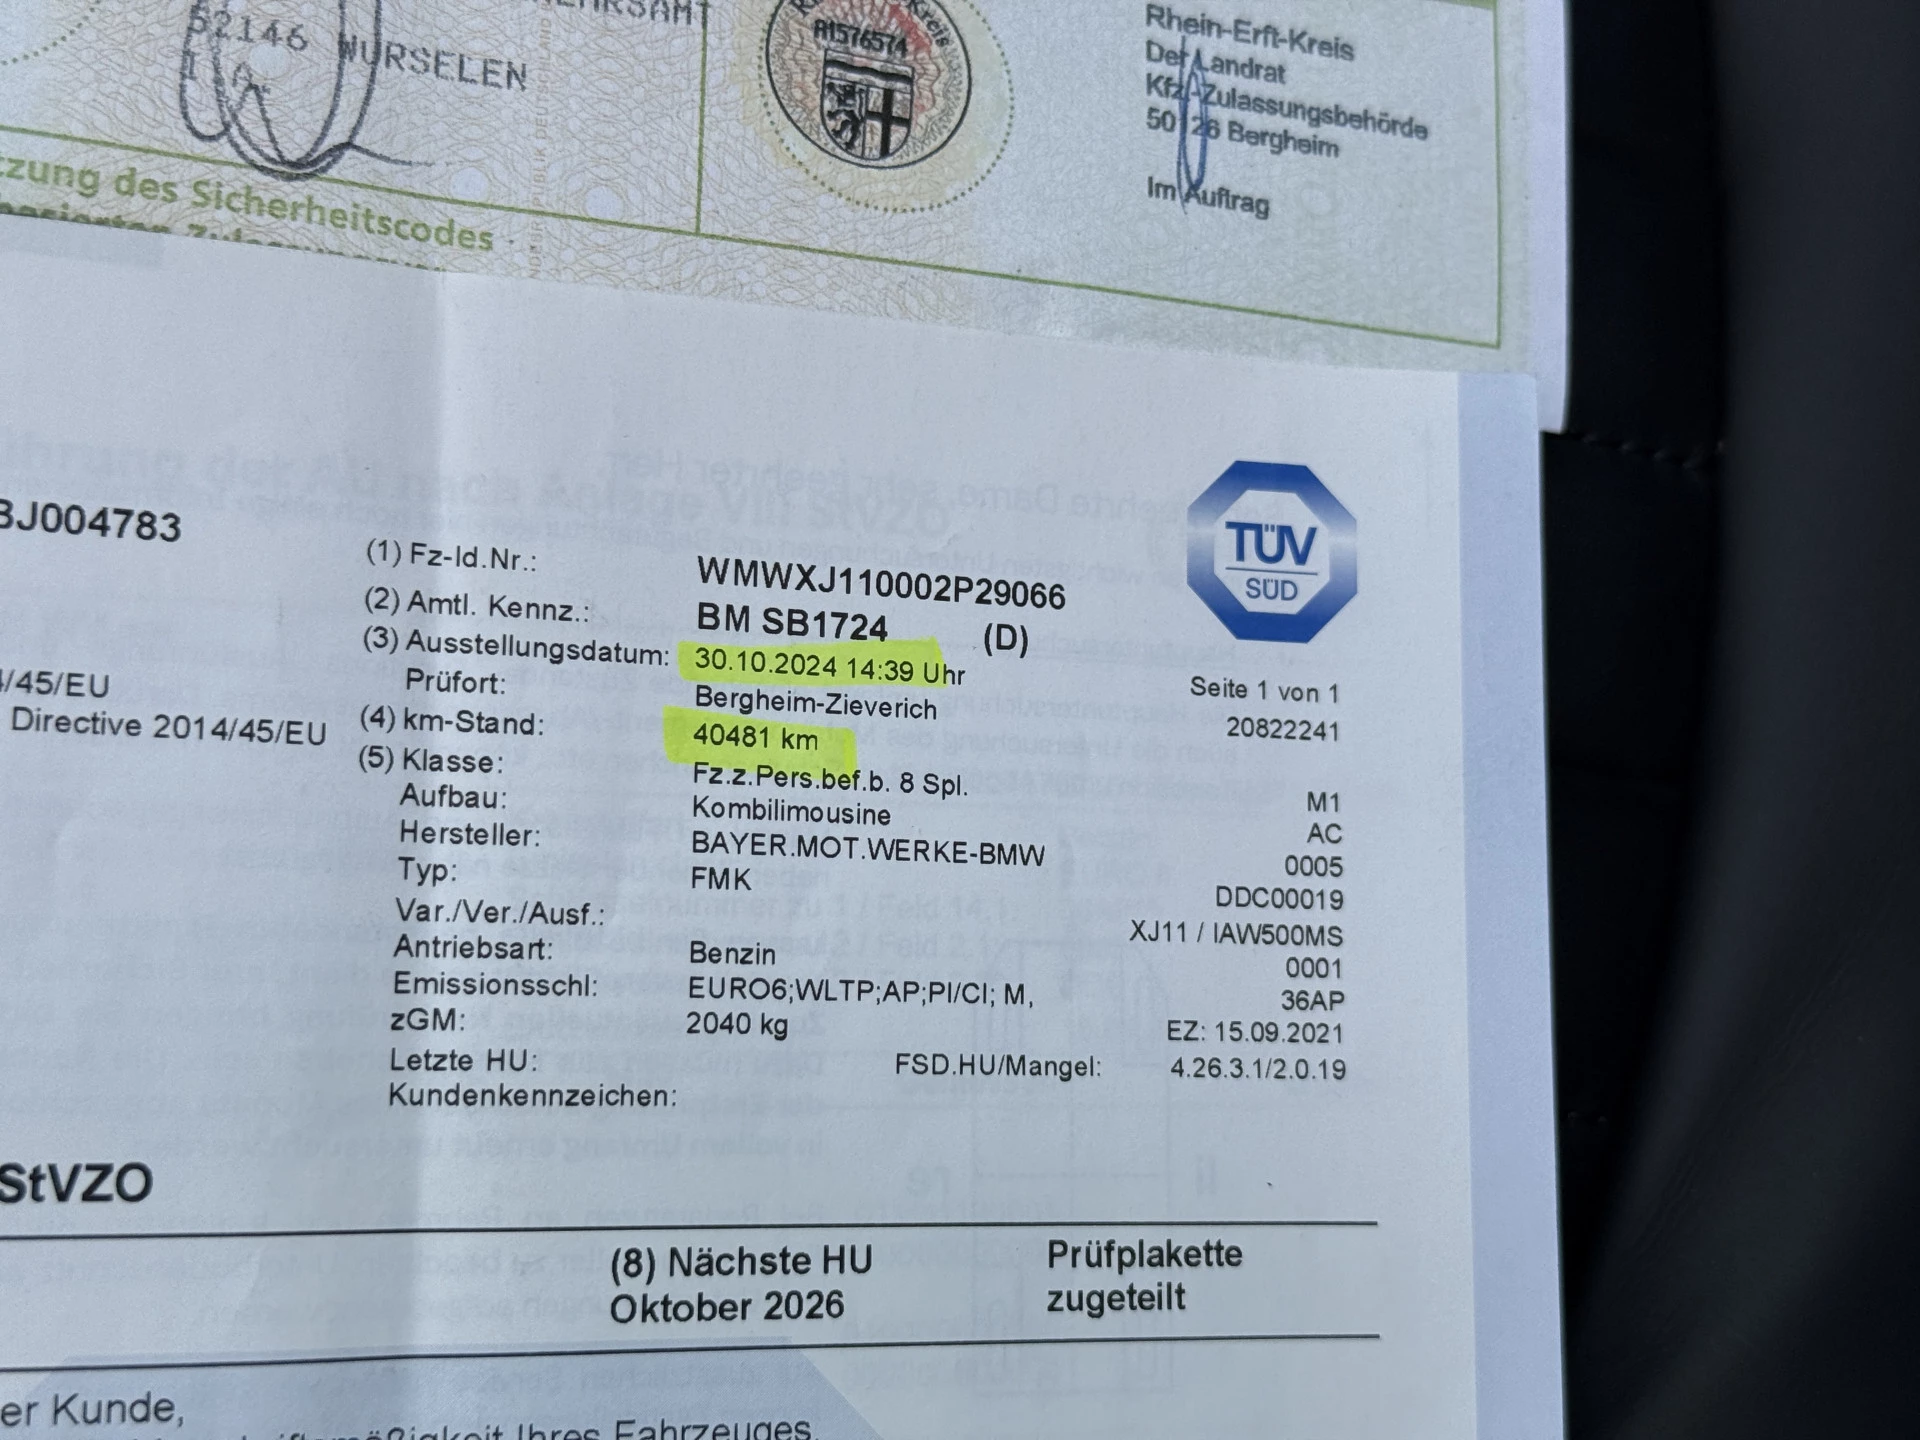 52146 WÜRSELEN
I. A.
tzung des Sicherheitscodes
Kreis
A1576574
Rhein-Erft-Kreis
Der Landrat
Kfz-Zulassungsbehörde
50126 Bergheim
Im Auftrag
BJ004783
/45/EU
Directive 2014/45/EU
TÜV
SÜD
(1) Fz-Id.Nr.: WMWXJ110002P29066
(2) Amtl. Kennz.: BM SB1724 (D)
(3) Ausstellungsdatum: 30.10.2024 14:39 Uhr Seite 1 von 1
Prüfort: Bergheim-Zieverich 20822241
(4) km-Stand: 40481 km
(5) Klasse: Fz.z.Pers.bef.b. 8 Spl. M1
Aufbau: Kombilimousine AC
Hersteller: BAYER.MOT.WERKE-BMW 0005
Typ: FMK DDC00019
Var./Ver./Ausf.: XJ11 / IAW500MS
Antriebsart: Benzin 0001
Emissionsschl: EURO6;WLTP;AP;PI/CI; M, 36AP
zGM: 2040 kg EZ: 15.09.2021
Letzte HU: FSD.HU/Mangel: 4.26.3.1/2.0.19
Kundenkennzeichen:
StVZO
(8) Nächste HU Prüfplakette
Oktober 2026 zugeteilt
er Kunde,
Ihres Fahrzeuges.